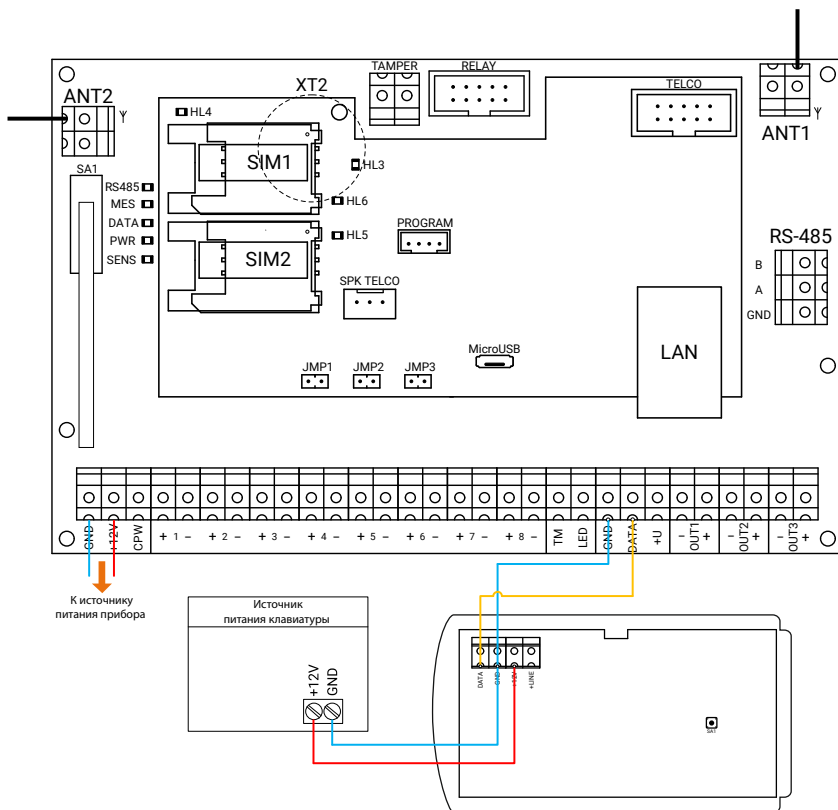 TAMPER
RELAY
XT2
TELCO
ANT2
HL4
ANT1
SIM1
HL3
SA1
RS485
MES
DATA
PWR
SENS
HL6
HL5
PROGRAM
RS-485
SIM2
B
A
GND
SPK TELCO
MicroUSB
LAN
JMP1
JMP2
JMP3
GND
+12V
CPW
+ 1 −
+ 2 −
+ 3 −
+ 4 −
+ 5 −
+ 6 −
+ 7 −
+ 8 −
TM
LED
GND
DATA
+U
− OUT1 +
− OUT2 +
− OUT3 +
К источнику
питания прибора
Источник
питания клавиатуры
+12V
GND
DATA
GND
+12V
+LINE
SA1